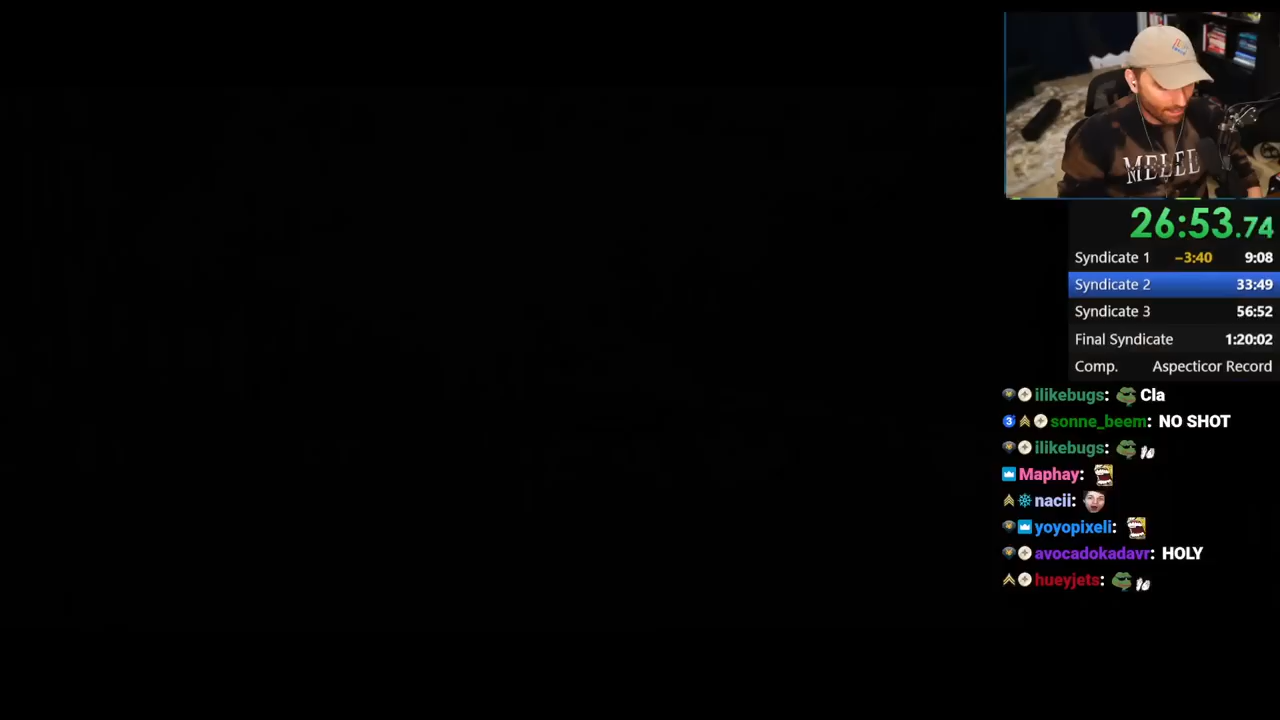 MELEE
26:53.74
Syndicate 1 −3:40 9:08
Syndicate 2 33:49
Syndicate 3 56:52
Final Syndicate 1:20:02
Comp. Aspecticor Record
ilikebugs: Cla
3 sonne_beem: NO SHOT
ilikebugs:
Maphay:
nacii:
yoyopixeli:
avocadokadavr: HOLY
hueyjets: